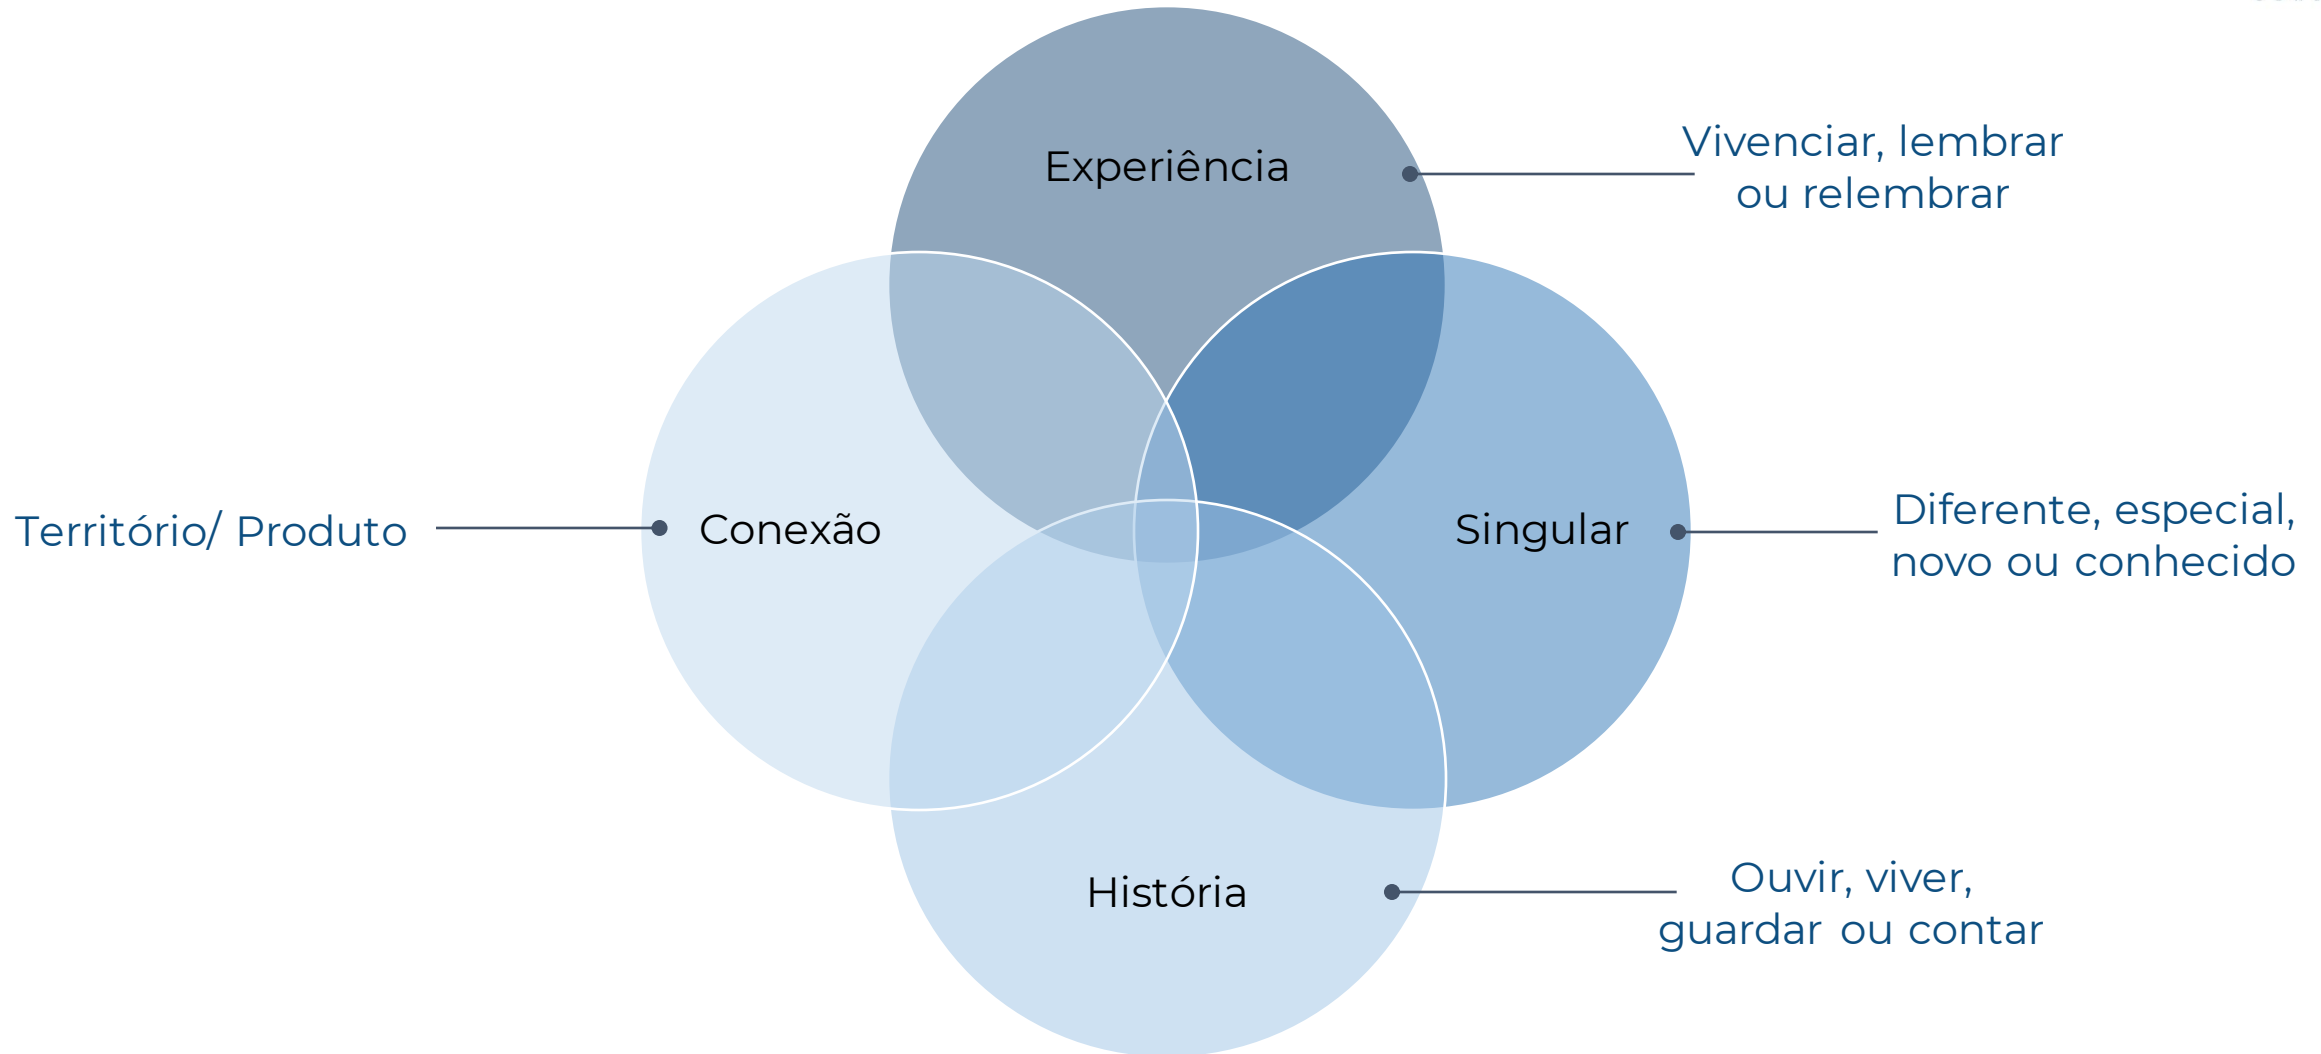 Experiência
Vivenciar, lembrar
ou relembrar
Território/ Produto
Conexão
Singular
Diferente, especial,
novo ou conhecido
História
Ouvir, viver,
guardar ou contar